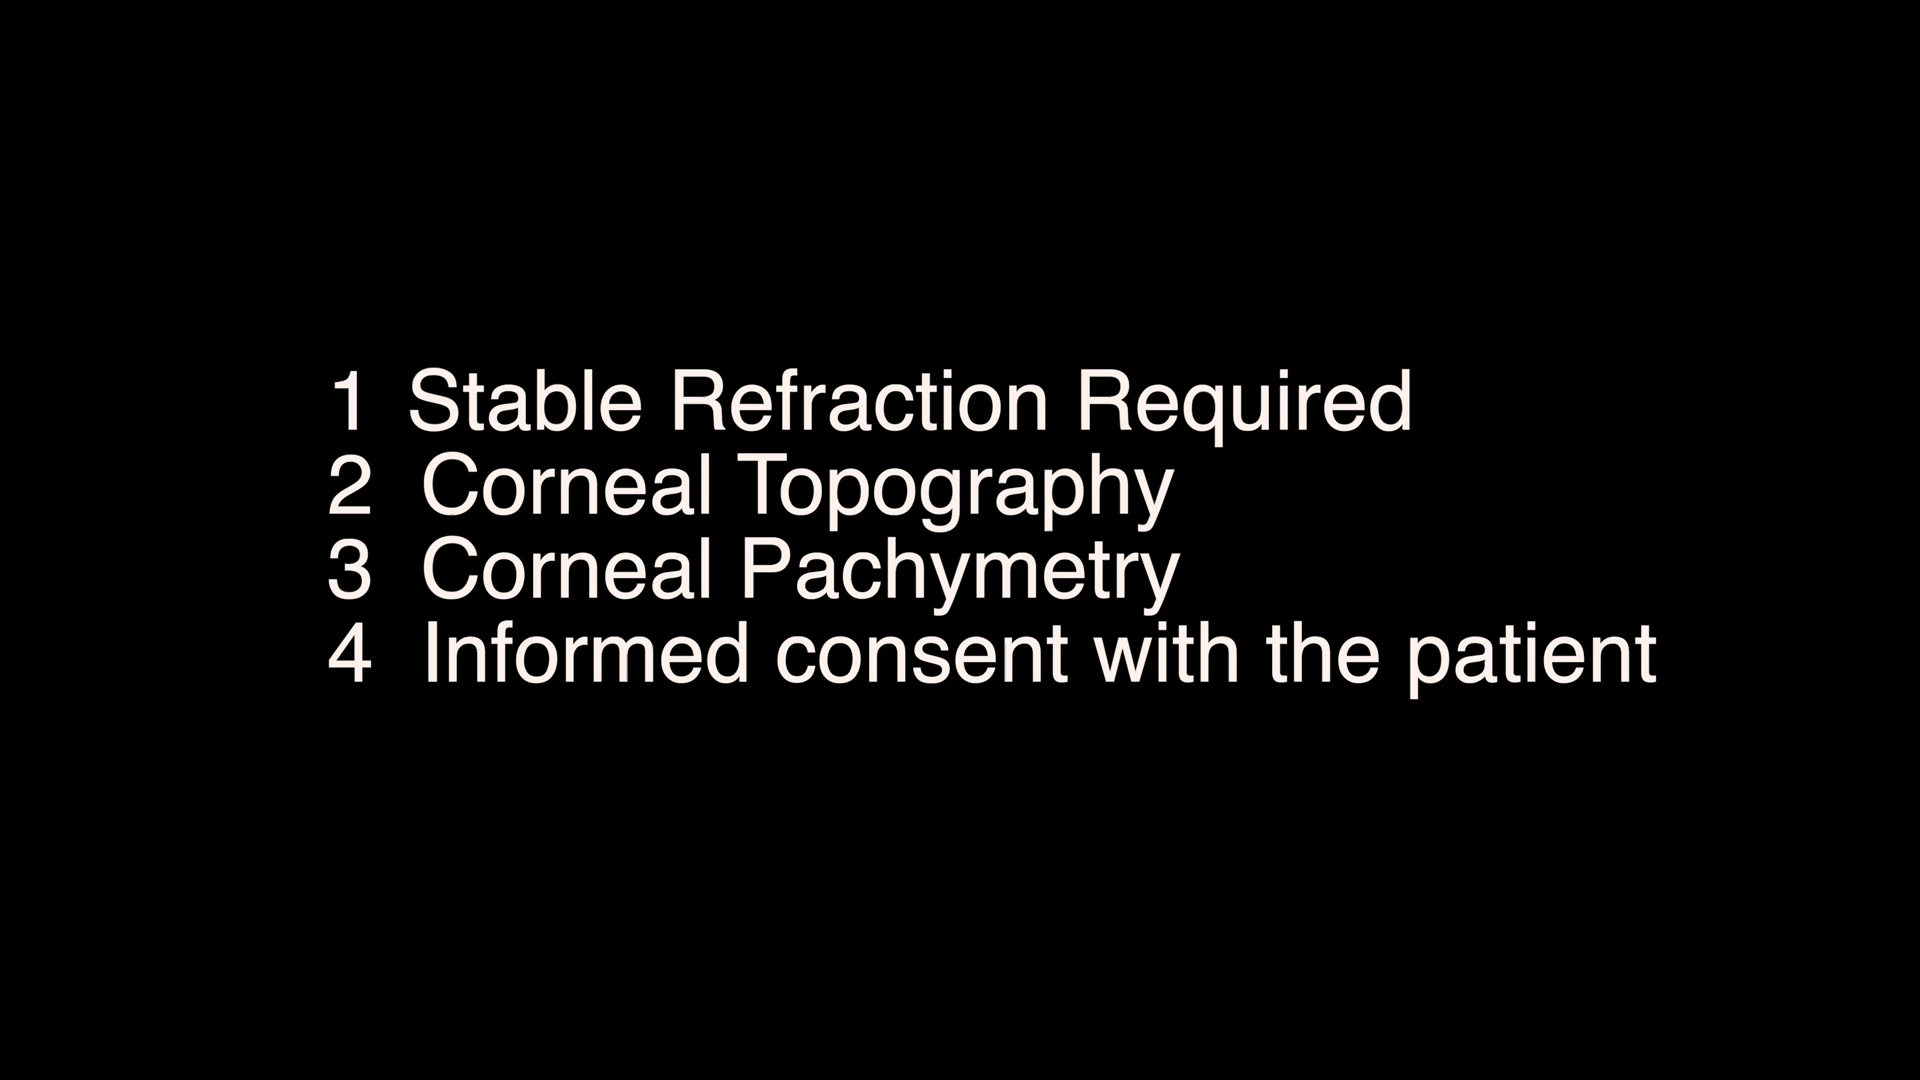 1 Stable Refraction Required
2 Corneal Topography
3 Corneal Pachymetry
4 Informed consent with the patient